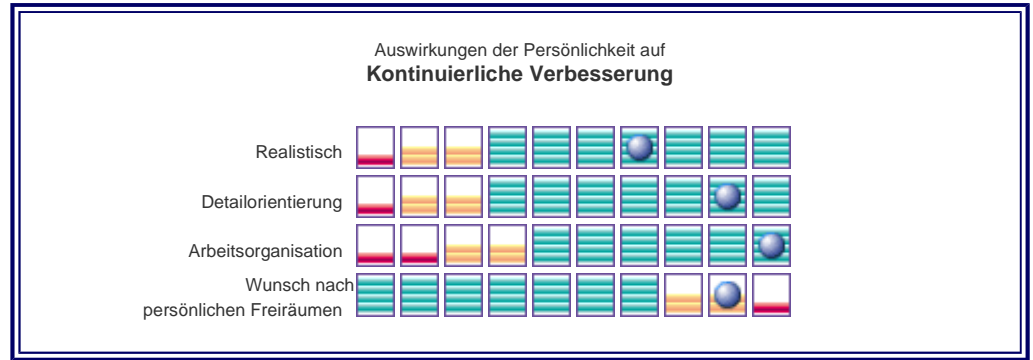 Auswirkungen der Persönlichkeit auf
Kontinuierliche Verbesserung
Realistisch
Detailorientierung
Arbeitsorganisation
Wunsch nach
persönlichen Freiräumen